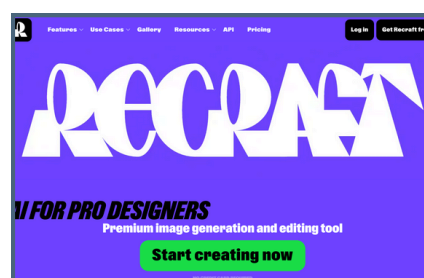 R
Features Use Cases Gallery Resources API Pricing Log in Get Recraft fr
RECRAFT
AI FOR PRO DESIGNERS
Premium image generation and editing tool
Start creating now